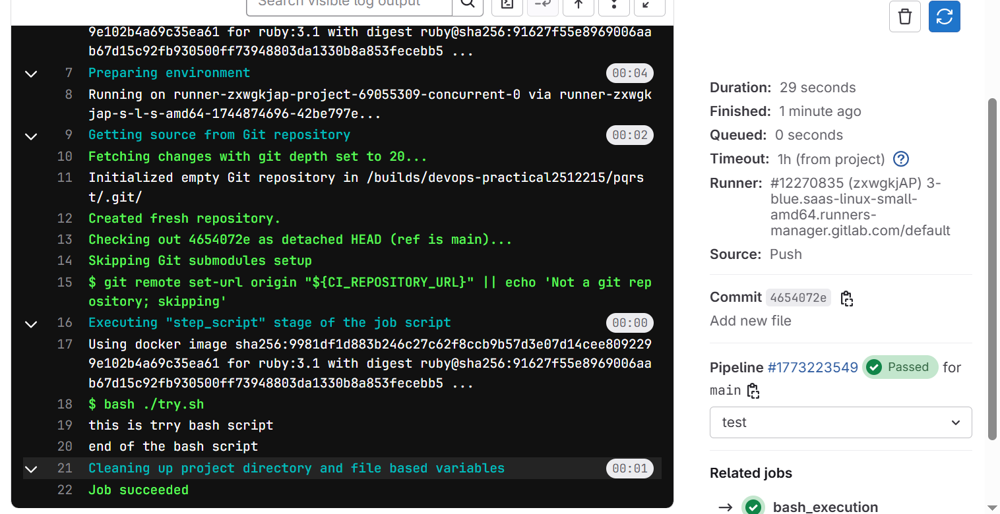 Search visible log output
9e102b4a69c35ea61 for ruby:3.1 with digest ruby@sha256:91627f55e8969006aa
b67d15c92fb930500ff73948803da1330b8a853fecebb5 ...
7 Preparing environment 00:04
8 Running on runner-zxwgkjap-project-69055309-concurrent-0 via runner-zxwgk
jap-s-l-s-amd64-1744874696-42be797e...
9 Getting source from Git repository 00:02
10 Fetching changes with git depth set to 20...
11 Initialized empty Git repository in /builds/devops-practical2512215/pqrs
t/.git/
12 Created fresh repository.
13 Checking out 4654072e as detached HEAD (ref is main)...
14 Skipping Git submodules setup
15 $ git remote set-url origin "${CI_REPOSITORY_URL}" || echo 'Not a git rep
ository; skipping'
16 Executing "step_script" stage of the job script 00:00
17 Using docker image sha256:9981df1d883b246c27c62f8ccb9b57d3e07d14cee809229
9e102b4a69c35ea61 for ruby:3.1 with digest ruby@sha256:91627f55e8969006aa
b67d15c92fb930500ff73948803da1330b8a853fecebb5 ...
18 $ bash ./try.sh
19 this is trry bash script
20 end of the bash script
21 Cleaning up project directory and file based variables 00:01
22 Job succeeded
Duration: 29 seconds
Finished: 1 minute ago
Queued: 0 seconds
Timeout: 1h (from project) ?
Runner: #12270835 (zxwgkjAP) 3-
blue.saas-linux-small-
amd64.runners-
manager.gitlab.com/default
Source: Push
Commit 4654072e
Add new file
Pipeline #1773223549 Passed for
main
test
Related jobs
→ bash_execution